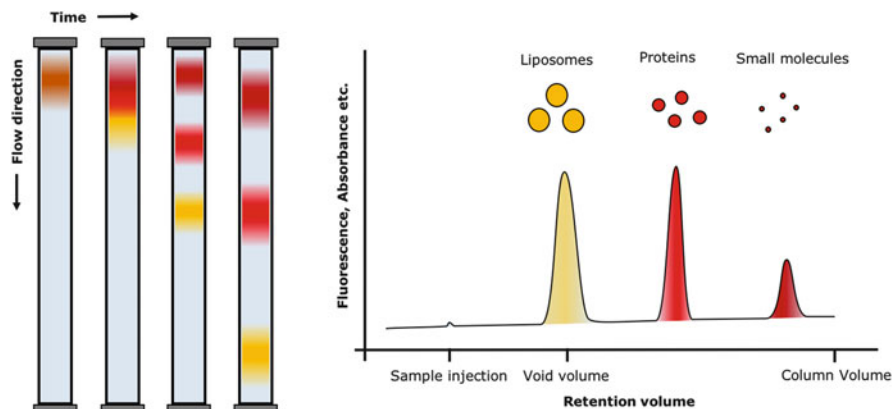 Time
Flow direction
Liposomes
Proteins
Small molecules
Fluorescence, Absorbance etc.
Sample injection
Void volume
Column Volume
Retention volume